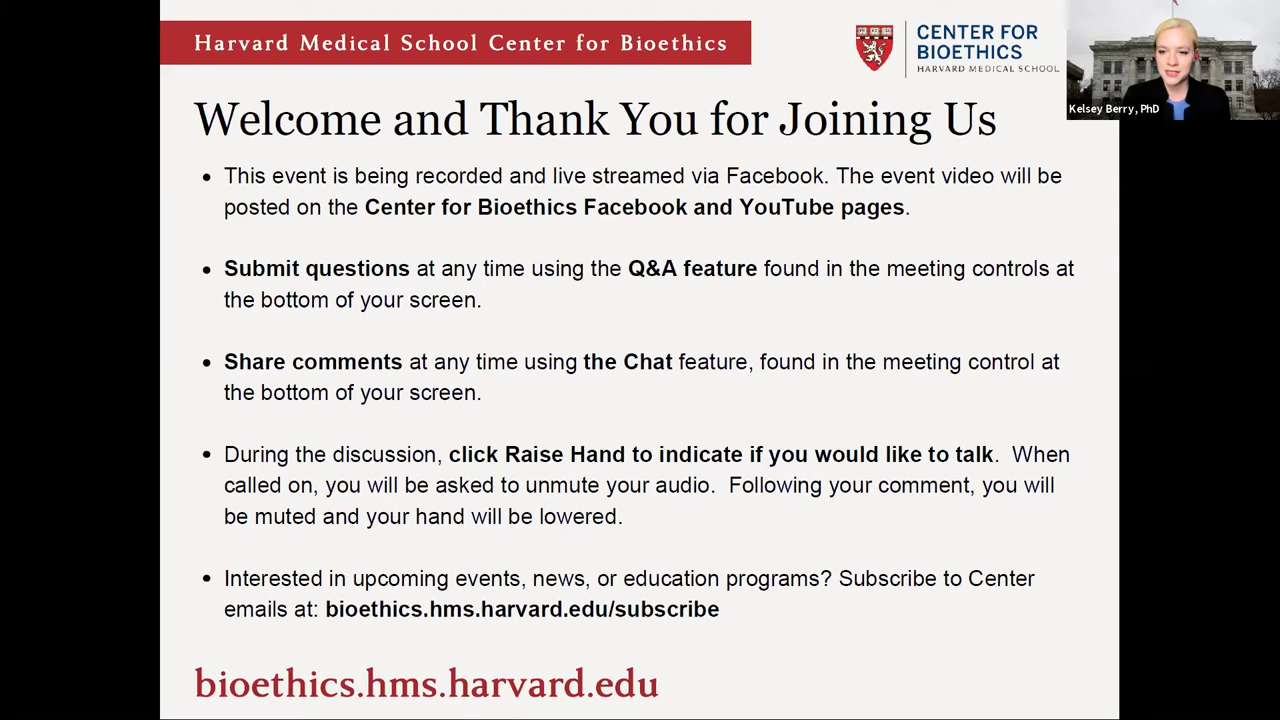 Harvard Medical School Center for Bioethics
CENTER FOR
BIOETHICS
HARVARD MEDICAL SCHOOL
Kelsey Berry, PhD
Welcome and Thank You for Joining Us
• This event is being recorded and live streamed via Facebook. The event video will be
posted on the Center for Bioethics Facebook and YouTube pages.
• Submit questions at any time using the Q&A feature found in the meeting controls at
the bottom of your screen.
• Share comments at any time using the Chat feature, found in the meeting control at
the bottom of your screen.
• During the discussion, click Raise Hand to indicate if you would like to talk.  When
called on, you will be asked to unmute your audio.  Following your comment, you will
be muted and your hand will be lowered.
• Interested in upcoming events, news, or education programs? Subscribe to Center
emails at: bioethics.hms.harvard.edu/subscribe
bioethics.hms.harvard.edu